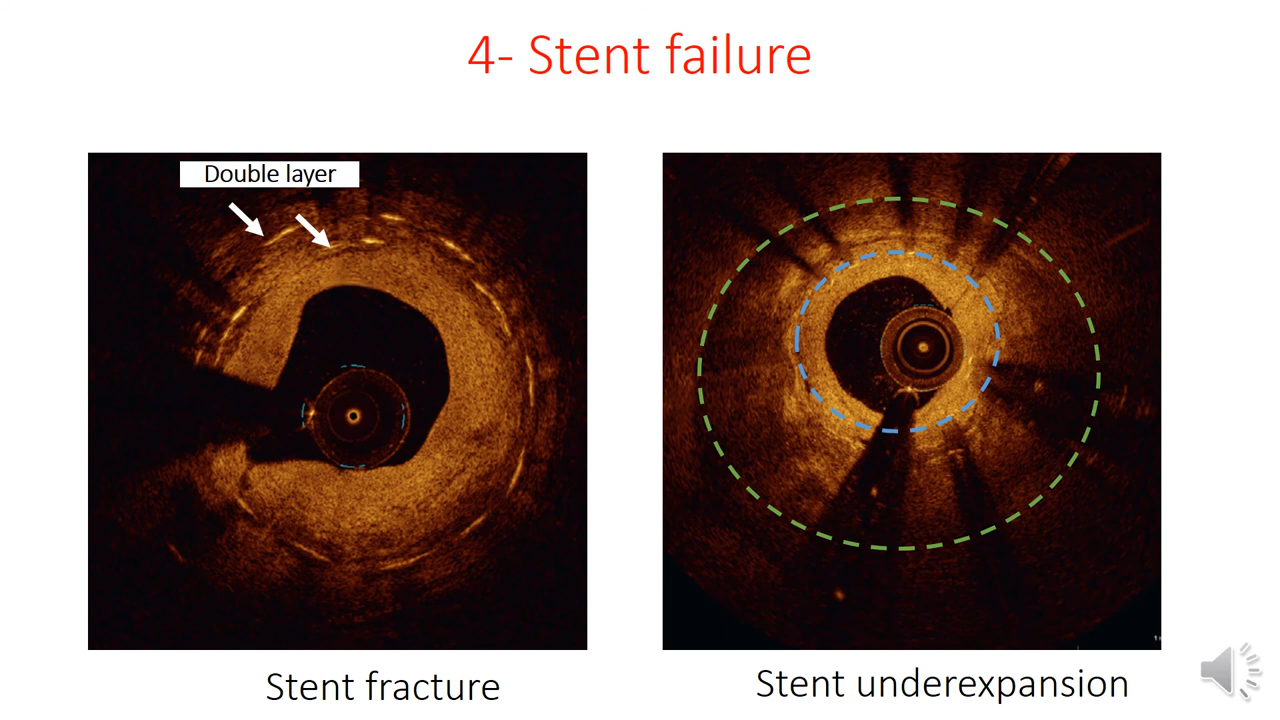 4- Stent failure
Double layer
Stent fracture
Stent underexpansion